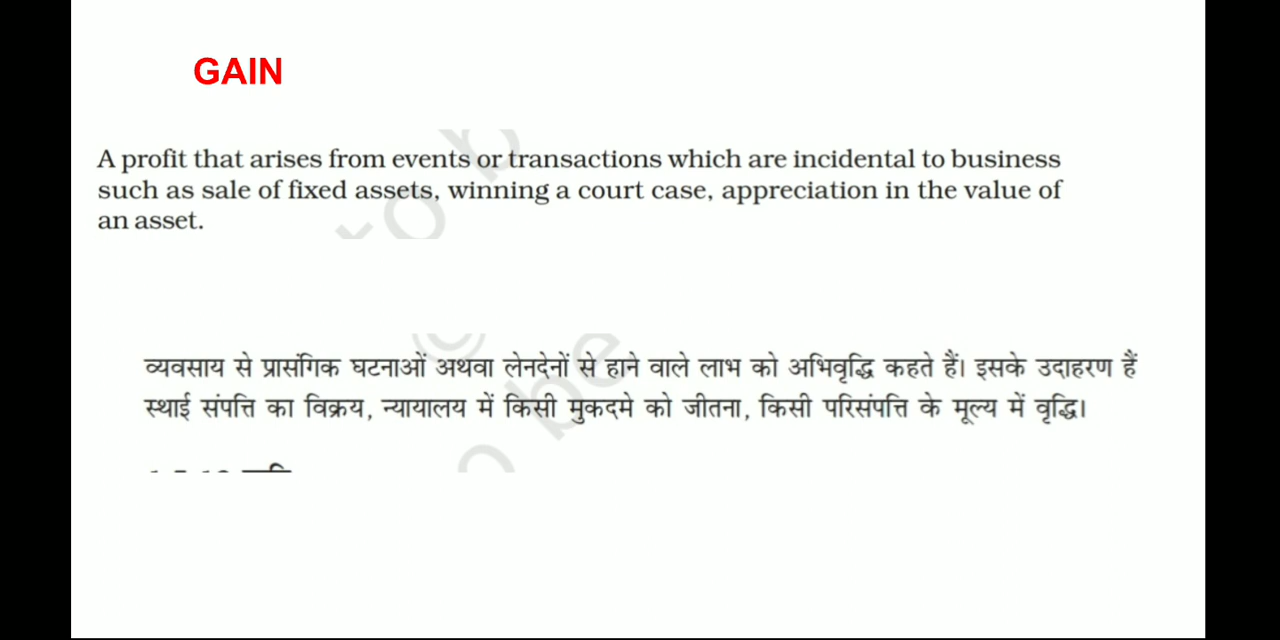 GAIN
A profit that arises from events or transactions which are incidental to business
such as sale of fixed assets, winning a court case, appreciation in the value of
an asset.
व्यवसाय से प्रासंगिक घटनाओं अथवा लेनदेनों से हाने वाले लाभ को अभिवृद्धि कहते हैं। इसके उदाहरण हैं
स्थाई संपत्ति का विक्रय, न्यायालय में किसी मुकदमे को जीतना, किसी परिसंपत्ति के मूल्य में वृद्धि।
to b
©
o be